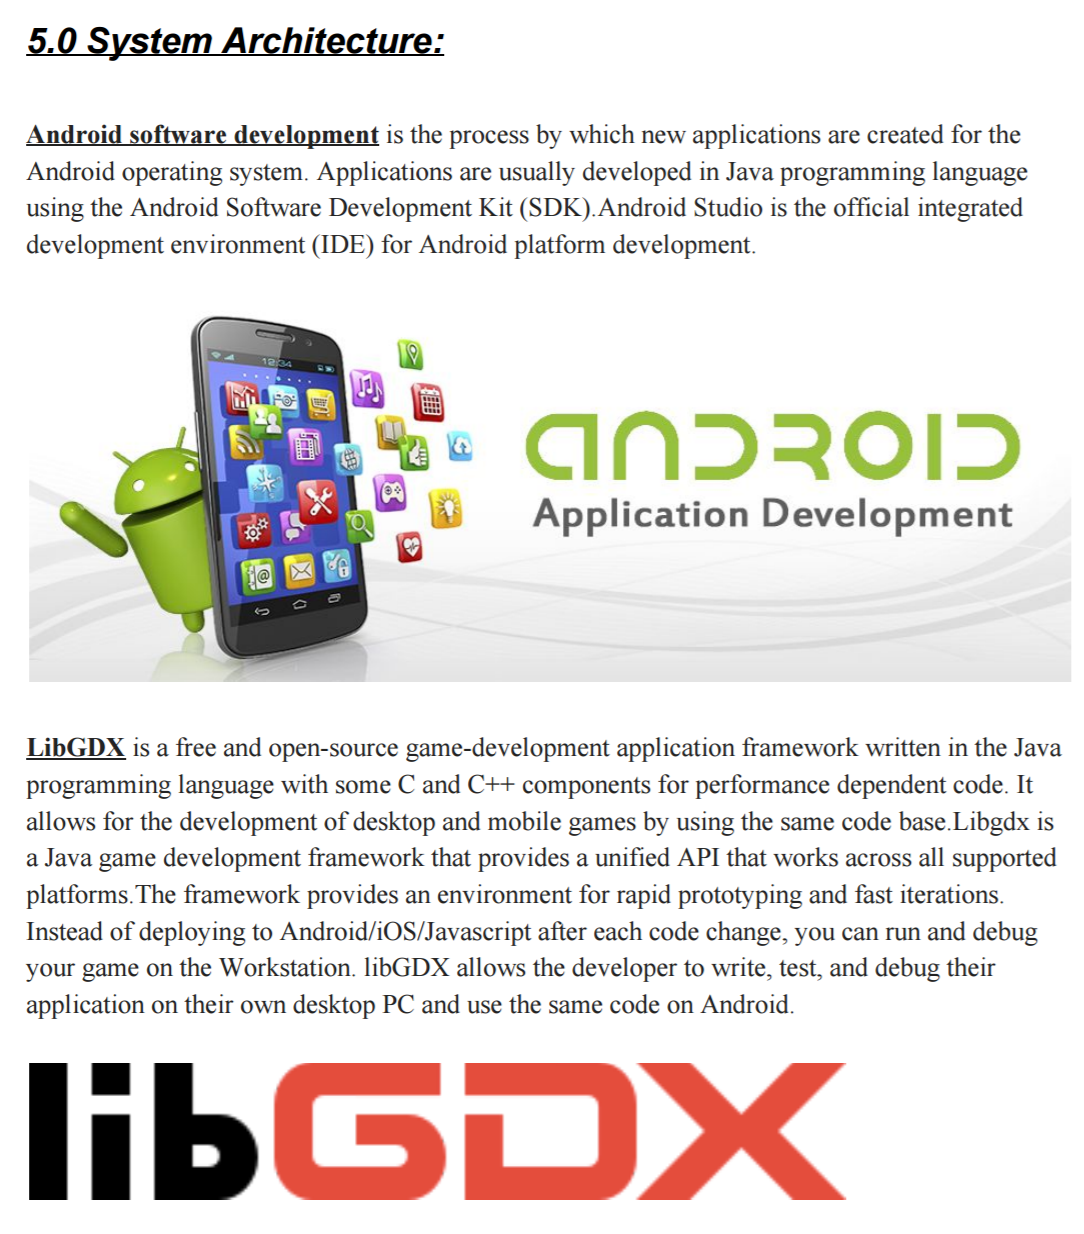 5.0 System Architecture:
Android software development is the process by which new applications are created for the
Android operating system. Applications are usually developed in Java programming language
using the Android Software Development Kit (SDK).Android Studio is the official integrated
development environment (IDE) for Android platform development.
12:34
ANDROID
Application Development
LibGDX is a free and open-source game-development application framework written in the Java
programming language with some C and C++ components for performance dependent code. It
allows for the development of desktop and mobile games by using the same code base.Libgdx is
a Java game development framework that provides a unified API that works across all supported
platforms.The framework provides an environment for rapid prototyping and fast iterations.
Instead of deploying to Android/iOS/Javascript after each code change, you can run and debug
your game on the Workstation. libGDX allows the developer to write, test, and debug their
application on their own desktop PC and use the same code on Android.
libGDX